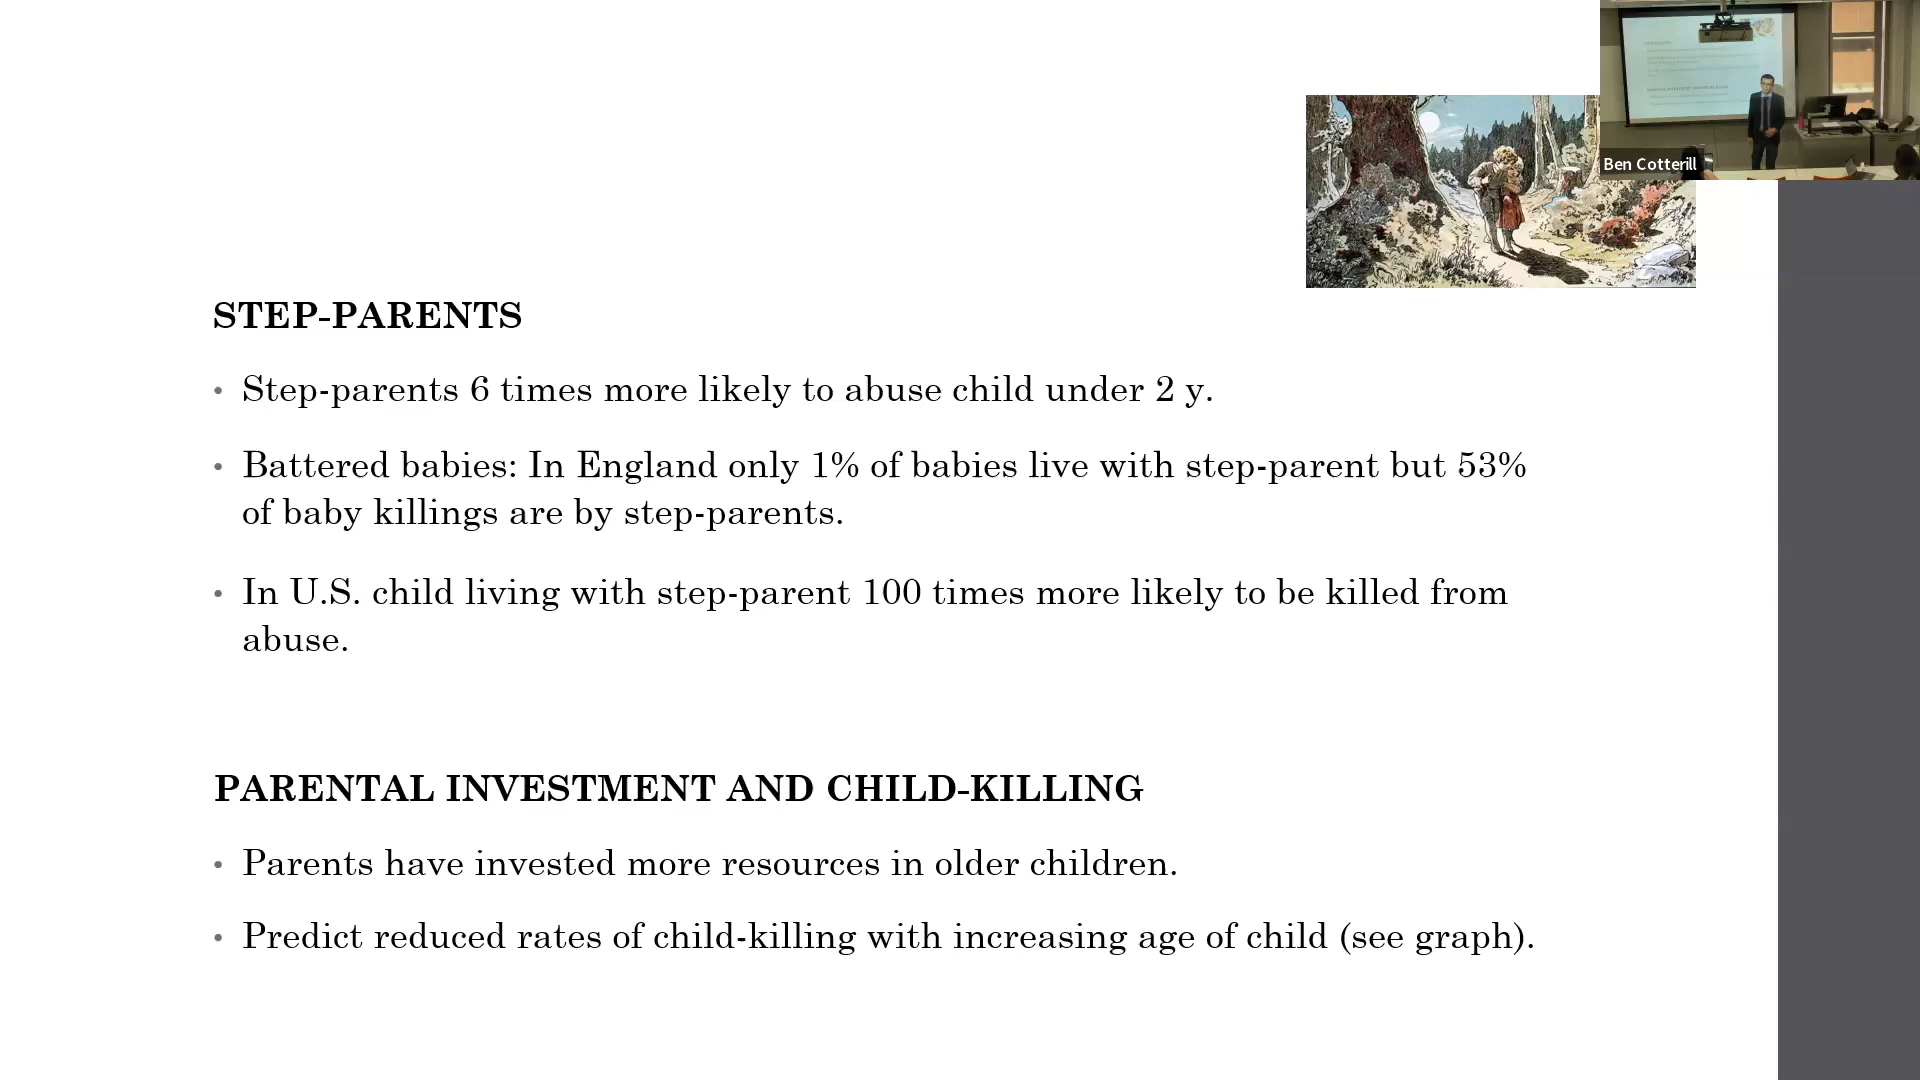 Ben Cotterill
STEP-PARENTS
• Step-parents 6 times more likely to abuse child under 2 y.
• Battered babies: In England only 1% of babies live with step-parent but 53%
of baby killings are by step-parents.
• In U.S. child living with step-parent 100 times more likely to be killed from
abuse.
PARENTAL INVESTMENT AND CHILD-KILLING
• Parents have invested more resources in older children.
• Predict reduced rates of child-killing with increasing age of child (see graph).